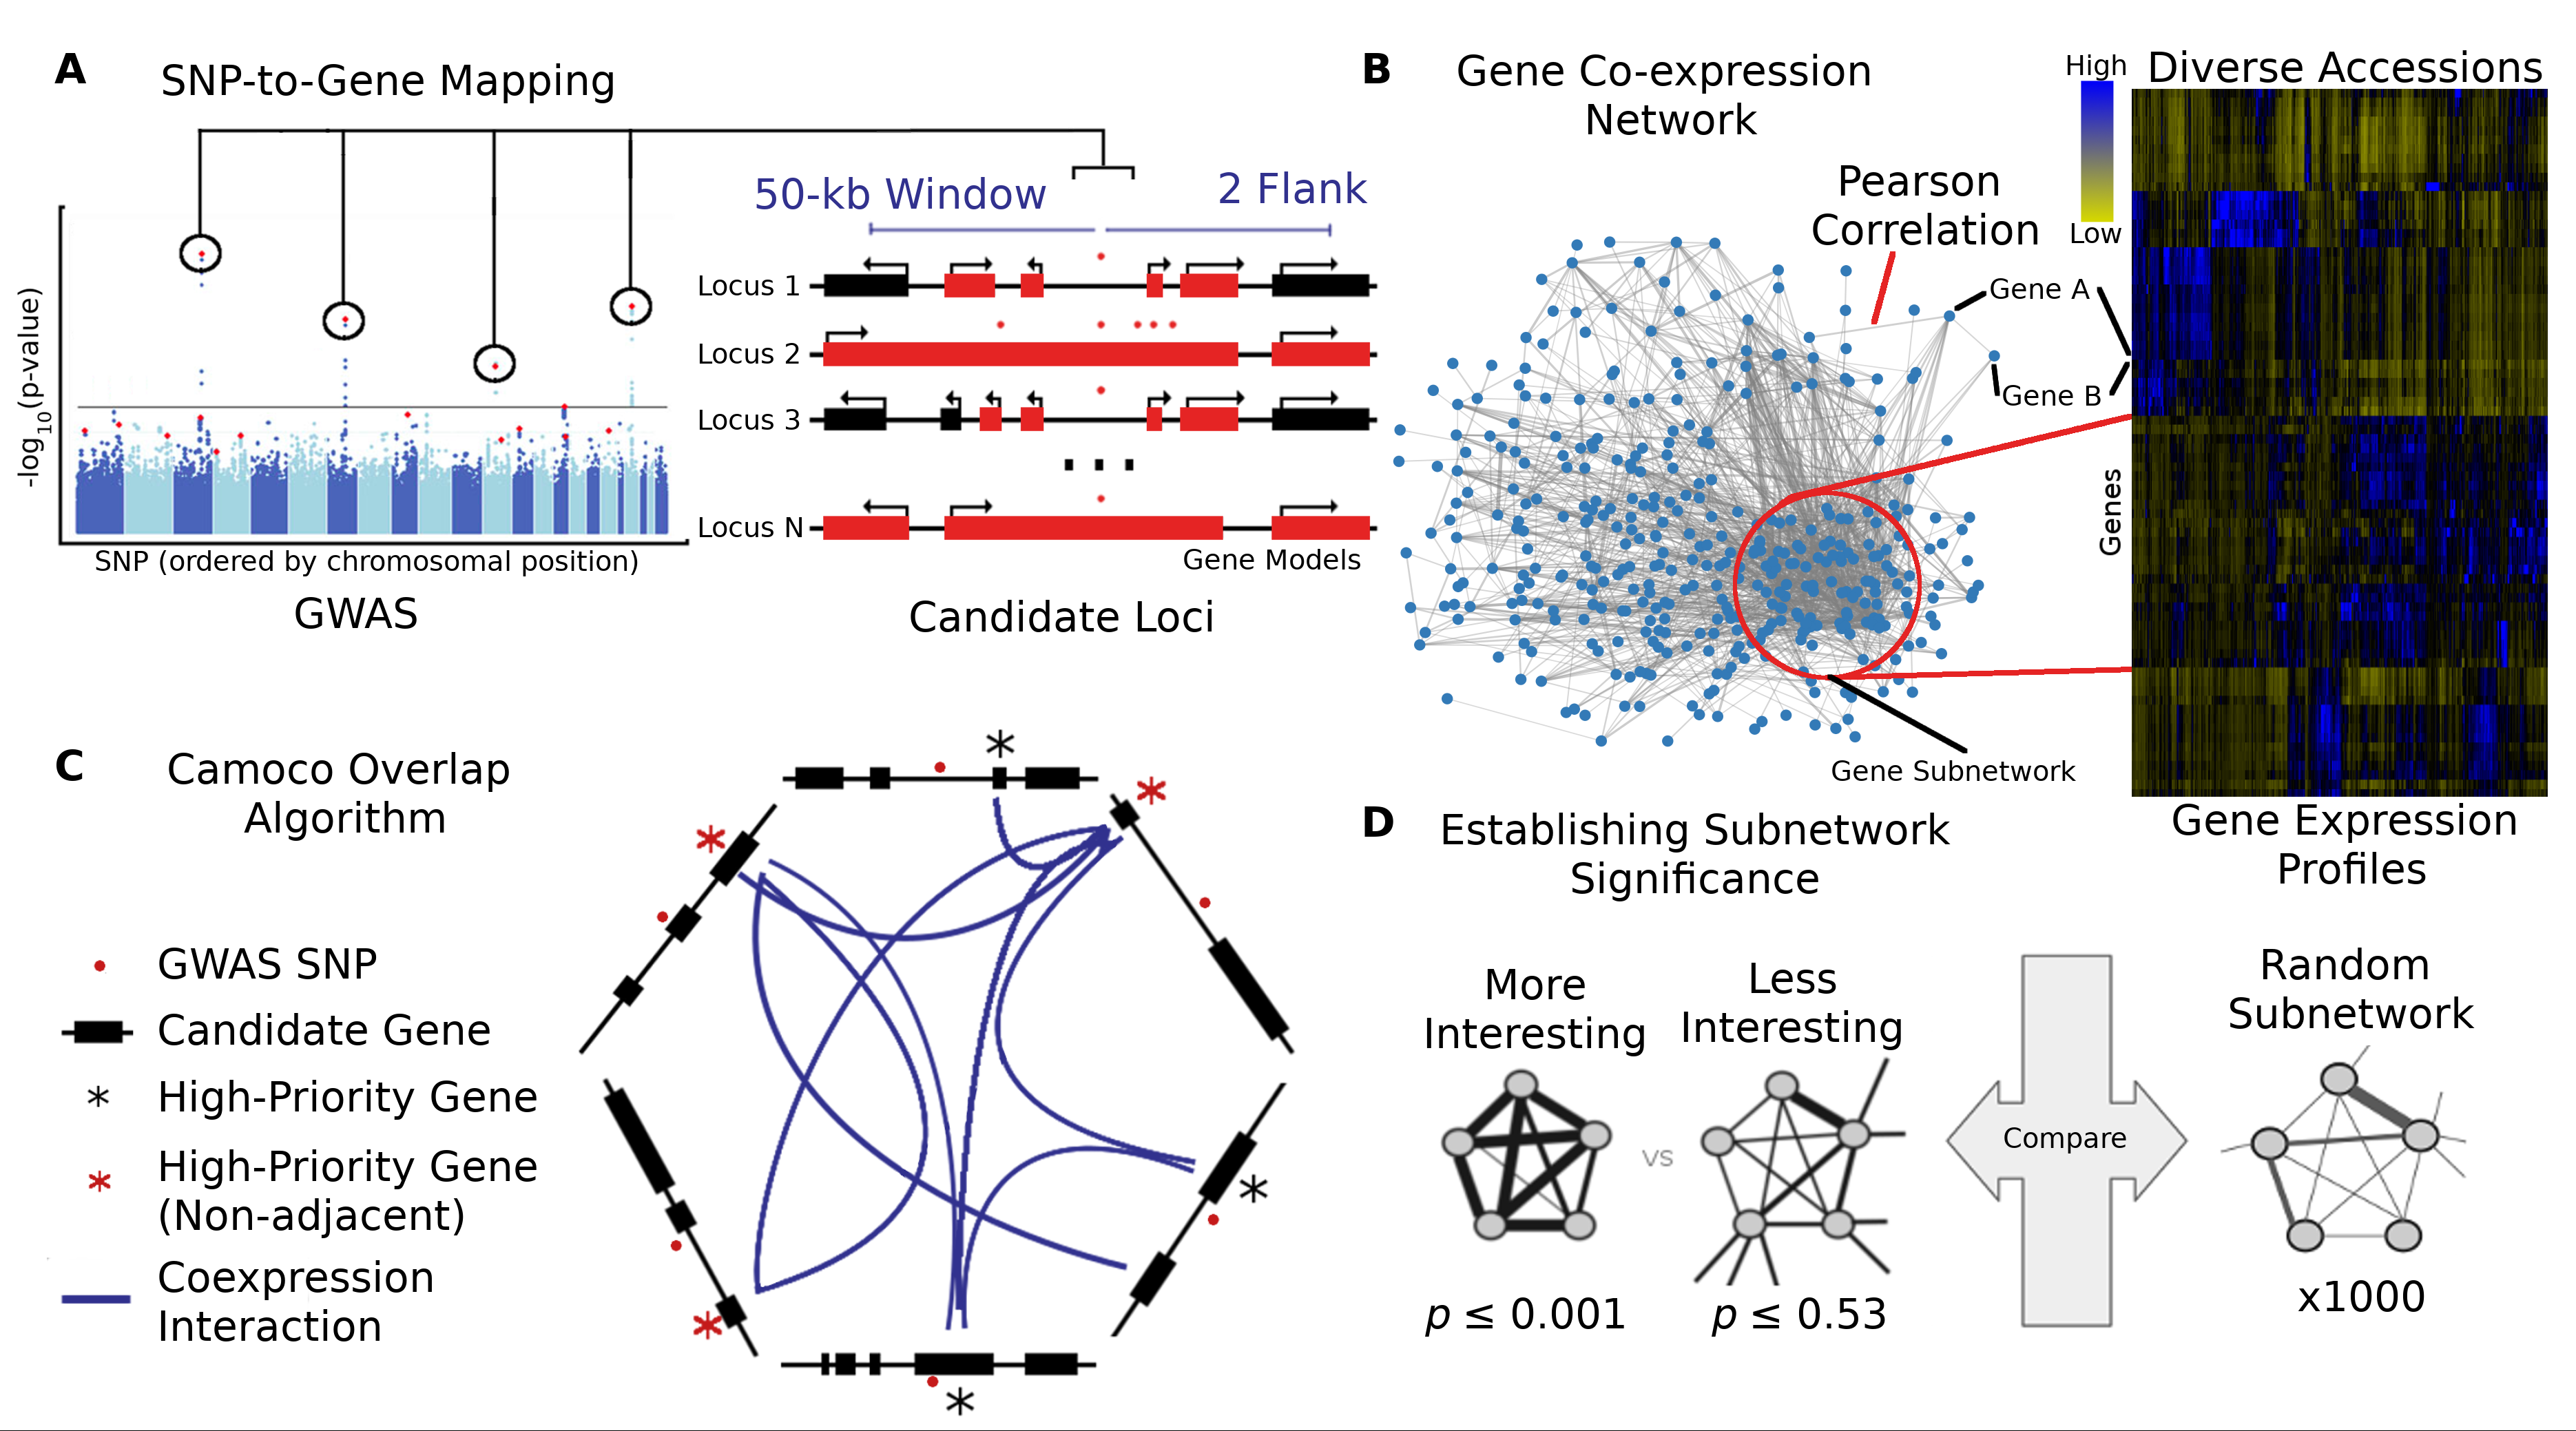 A
SNP-to-Gene Mapping
50-kb Window
2 Flank
-log10(p-value)
SNP (ordered by chromosomal position)
GWAS
Locus 1
Locus 2
Locus 3
Locus N
Gene Models
Candidate Loci
B
Gene Co-expression
Network
Pearson
Correlation
High
Low
Diverse Accessions
Gene A
Gene B
Genes
Gene Subnetwork
Gene Expression
Profiles
C
Camoco Overlap
Algorithm
GWAS SNP
Candidate Gene
* High-Priority Gene
* High-Priority Gene
(Non-adjacent)
Coexpression
Interaction
*
*
*
*
*
*
D
Establishing Subnetwork
Significance
More
Interesting
vs
Less
Interesting
Compare
Random
Subnetwork
p ≤ 0.001
p ≤ 0.53
x1000